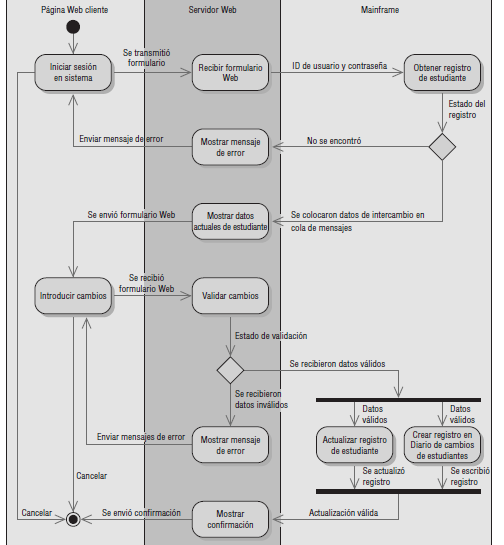 Página Web cliente
Servidor Web
Mainframe
Iniciar sesión
en sistema
Se transmitió
formulario
Recibir formulario
Web
ID de usuario y contraseña
Obtener registro
de estudiante
Estado del
registro
Enviar mensaje de error
Mostrar mensaje
de error
No se encontró
Se envió formulario Web
Mostrar datos
actuales de estudiante
Se colocaron datos de intercambio en
cola de mensajes
Introducir cambios
Se recibió
formulario Web
Validar cambios
Estado de validación
Se recibieron datos válidos
Se recibieron
datos inválidos
Datos
válidos
Datos
válidos
Enviar mensajes de error
Mostrar mensaje
de error
Actualizar registro
de estudiante
Crear registro en
Diario de cambios
de estudiantes
Se actualizó
registro
Se escribió
registro
Cancelar
Cancelar
Se envió confirmación
Mostrar
confirmación
Actualización válida